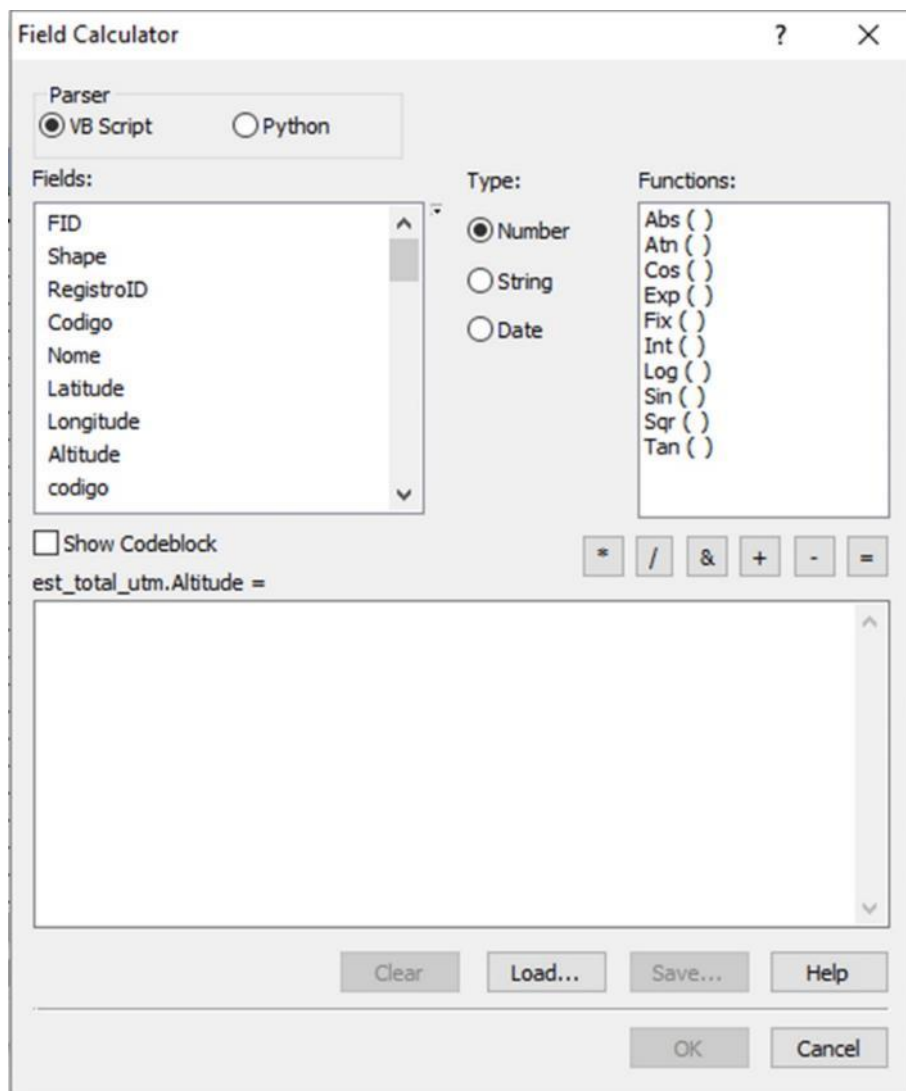 Field Calculator ? X
Parser
VB Script Python
Fields:
FID
Shape
RegistroID
Codigo
Nome
Latitude
Longitude
Altitude
codigo
Type:
Number
String
Date
Functions:
Abs ( )
Atn ( )
Cos ( )
Exp ( )
Fix ( )
Int ( )
Log ( )
Sin ( )
Sqr ( )
Tan ( )
Show Codeblock
* / & + - =
est_total_utm.Altitude =
Clear Load... Save... Help
OK Cancel